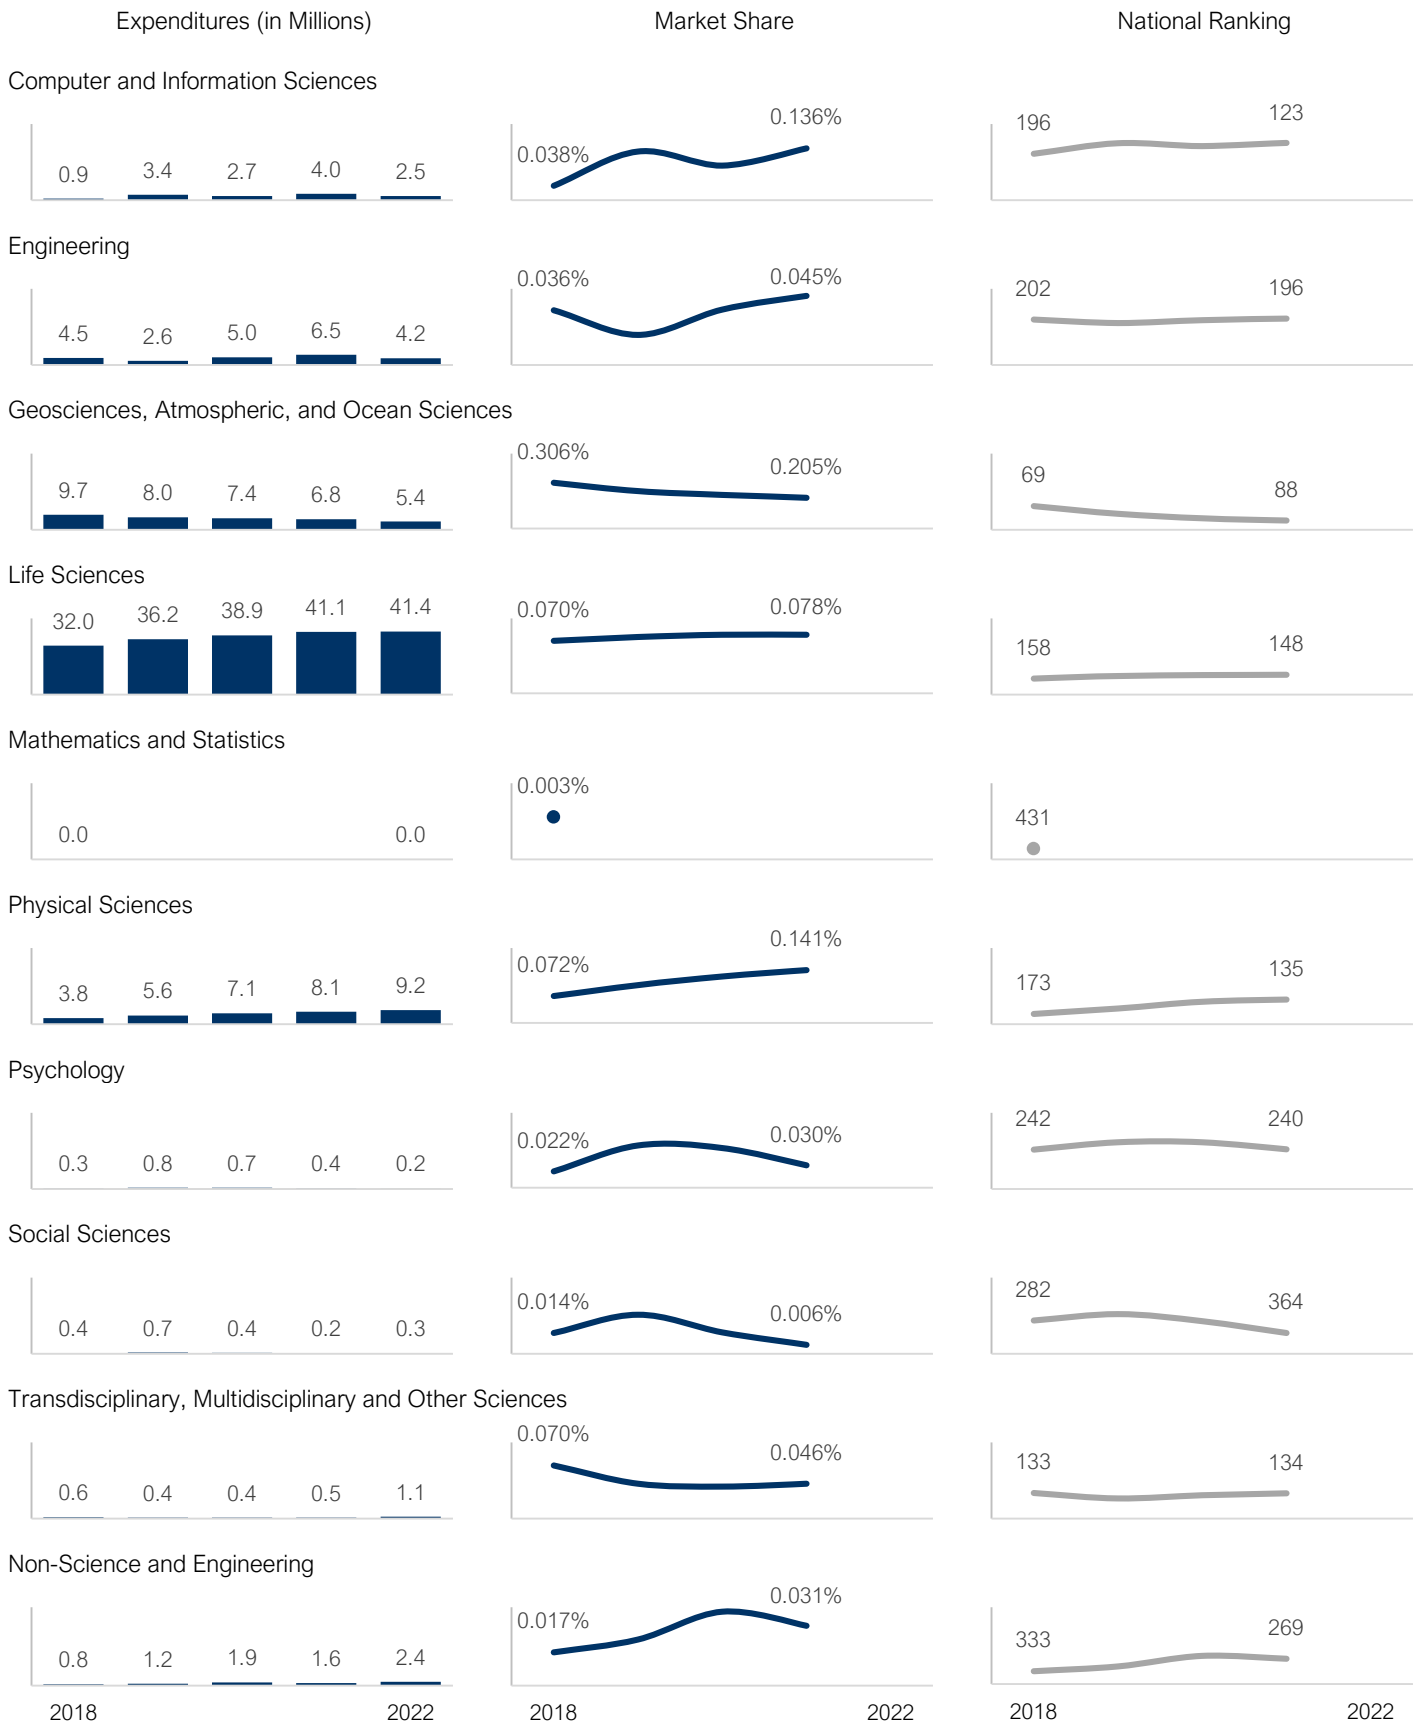 Expenditures (in Millions) Market Share National Ranking
Computer and Information Sciences
0.9 3.4 2.7 4.0 2.5 0.038% 0.136% 196 123
Engineering
4.5 2.6 5.0 6.5 4.2 0.036% 0.045% 202 196
Geosciences, Atmospheric, and Ocean Sciences
9.7 8.0 7.4 6.8 5.4 0.306% 0.205% 69 88
Life Sciences
32.0 36.2 38.9 41.1 41.4 0.070% 0.078% 158 148
Mathematics and Statistics
0.0 0.0 0.003% 431
Physical Sciences
3.8 5.6 7.1 8.1 9.2 0.072% 0.141% 173 135
Psychology
0.3 0.8 0.7 0.4 0.2 0.022% 0.030% 242 240
Social Sciences
0.4 0.7 0.4 0.2 0.3 0.014% 0.006% 282 364
Transdisciplinary, Multidisciplinary and Other Sciences
0.6 0.4 0.4 0.5 1.1 0.070% 0.046% 133 134
Non-Science and Engineering
0.8 1.2 1.9 1.6 2.4 0.017% 0.031% 333 269
2018 2022 2018 2022 2018 2022